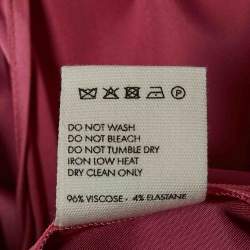 P
DO NOT WASH
DO NOT BLEACH
DO NOT TUMBLE DRY
IRON LOW HEAT
DRY CLEAN ONLY
96% VISCOSE - 4% ELASTANE